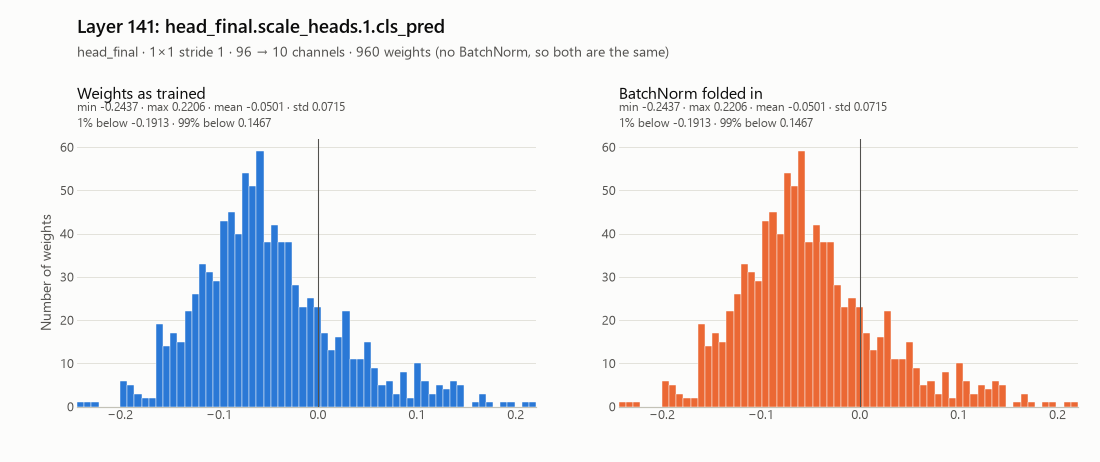 Layer 141: head_final.scale_heads.1.cls_pred
head_final · 1×1 stride 1 · 96 → 10 channels · 960 weights (no BatchNorm, so both are the same)
Weights as trained
min -0.2437 · max 0.2206 · mean -0.0501 · std 0.0715
1% below -0.1913 · 99% below 0.1467
Number of weights
60
50
40
30
20
10
0
−0.2
−0.1
0.0
0.1
0.2
BatchNorm folded in
min -0.2437 · max 0.2206 · mean -0.0501 · std 0.0715
1% below -0.1913 · 99% below 0.1467
60
50
40
30
20
10
0
−0.2
−0.1
0.0
0.1
0.2